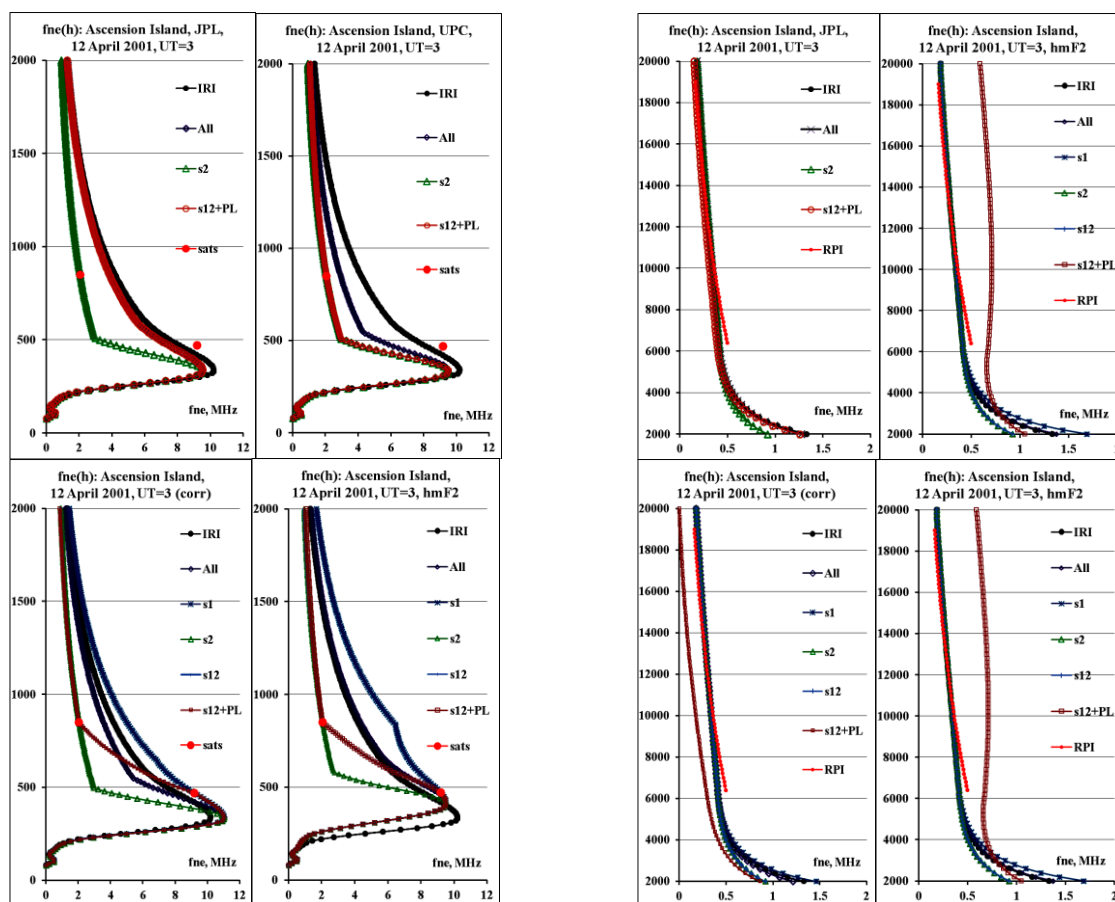 fne(h): Ascension Island, JPL,
12 April 2001, UT=3
2000
1500
1000
500
0
0 2 4 6 8 10 12
IRI
All
s2
s12+PL
sats
fne, MHz
fne(h): Ascension Island, UPC,
12 April 2001, UT=3
2000
1500
1000
500
0
0 2 4 6 8 10 12
IRI
All
s2
s12+PL
sats
fne, MHz
fne(h): Ascension Island, JPL
12 April 2001, UT=3
20000
18000
16000
14000
12000
10000
8000
6000
4000
2000
0 0.5 1 1.5 2
IRI
All
s2
s12+PL
RPI
fne, MHz
fne(h): Ascension Island,
12 April 2001, UT=3, hmF2
20000
18000
16000
14000
12000
10000
8000
6000
4000
2000
0 0.5 1 1.5 2
IRI
All
s1
s2
s12
s12+PL
RPI
fne, MHz
fne(h): Ascension Island,
12 April 2001, UT=3 (corr)
2000
1500
1000
500
0
0 2 4 6 8 10 12
IRI
All
s1
s2
s12
s12+PL
sats
fne, MHz
fne(h): Ascension Island,
12 April 2001, UT=3, hmF2
2000
1500
1000
500
0
0 2 4 6 8 10 12
IRI
All
s1
s2
s12
s12+PL
sats
fne, MHz
fne(h): Ascension Island,
12 April 2001, UT=3 (corr)
20000
18000
16000
14000
12000
10000
8000
6000
4000
2000
0 0.5 1 1.5 2
IRI
All
s1
s2
s12
s12+PL
RPI
fne, MHz
fne(h): Ascension Island,
12 April 2001, UT=3, hmF2
20000
18000
16000
14000
12000
10000
8000
6000
4000
2000
0 0.5 1 1.5 2
IRI
All
s1
s2
s12
s12+PL
RPI
fne, MHz